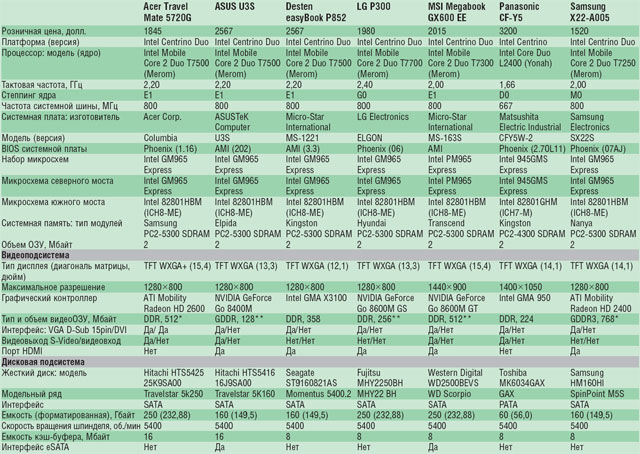 Acer Travel Mate 5720G | ASUS U3S | Desten easyBook P852 | LG P300 | MSI Megabook GX600 EE | Panasonic CF-Y5 | Samsung X22-A005
Розничная цена, долл. | 1845 | 2567 | 2567 | 1980 | 2015 | 3200 | 1520
Платформа (версия) | Intel Centrino Duo | Intel Centrino Duo | Intel Centrino Duo | Intel Centrino Duo | Intel Centrino Duo | Intel Centrino Duo | Intel Centrino Duo
Процессор: модель (ядро) | Intel Mobile Core 2 Duo T7500 (Merom) | Intel Mobile Core 2 Duo T7500 (Merom) | Intel Mobile Core 2 Duo T7500 (Merom) | Intel Mobile Core 2 Duo T7700 (Merom) | Intel Mobile Core 2 Duo T7300 (Merom) | Intel Core Duo L2400 (Yonah) | Intel Mobile Core 2 Duo T7250 (Merom)
Тактовая частота, ГГц | 2,20 | 2,20 | 2,20 | 2,40 | 2,00 | 1,66 | 2,00
Степпинг ядра | E1 | E1 | E1 | G0 | E1 | D0 | M0
Частота системной шины, МГц | 800 | 800 | 800 | 800 | 800 | 667 | 800
Системная плата: изготовитель | Acer Corp. | ASUSTeK Computer | Micro-Star International | LG Electronics | Micro-Star International | Matsushita Electric Industrial | Samsung Electronics
Модель (версия) | Columbia | U3S | MS-1221 | ELGON | MS-163S | CFY5W-2 | SX22S
BIOS системной платы | Phoenix (1.16) | AMI (202) | AMI (3.3) | Phoenix (06) | AMI | Phoenix (2.70L11) | Phoenix (07AJ)
Набор микросхем | Intel GM965 Express | Intel GM965 Express | Intel GM965 Express | Intel PM965 Express | Intel PM965 Express | Intel 945GMS Express | Intel GM965 Express
Микросхема северного моста | Intel GM965 Express | Intel GM965 Express | Intel GM965 Express | Intel PM965 Express | Intel PM965 Express | Intel 945GMS Express | Intel GM965 Express
Микросхема южного моста | Intel 82801HBM (ICH8-ME) | Intel 82801HBM (ICH8-ME) | Intel 82801HBM (ICH8-ME) | Intel 82801HBM (ICH8-ME) | Intel 82801HBM (ICH8-ME) | Intel 82801GHM (ICH7-M) | Intel 82801HBM (ICH8-ME)
Системная память: тип модулей | Samsung PC2-5300 SDRAM | Elpida PC2-5300 SDRAM | Kingston PC2-5300 SDRAM | Hyundai PC2-5300 SDRAM | Transcend PC2-5300 SDRAM | Kingston PC2-4300 SDRAM | Nanya PC2-5300 SDRAM
Объем ОЗУ, Мбайт | 2 | 2 | 2 | 2 | 2 | 2 | 2
Видеоподсистема
Тип дисплея (диагональ матрицы, дюйм) | TFT WXGA+ (15,4) | TFT WXGA (13,3) | TFT WXGA (12,1) | TFT WXGA (13,3) | TFT WXGA (15,4) | TFT WXGA (14,1) | TFT WXGA (14,1)
Максимальное разрешение | 1280×800 | 1280×800 | 1280×800 | 1280×800 | 1440×900 | 1400×1050 | 1280×800
Графический контроллер | ATI Mobility Radeon HD 2600 | NVIDIA GeForce Go 8400M | Intel GMA X3100 | NVIDIA GeForce Go 8600M GS | NVIDIA GeForce Go 8600M GT | Intel GMA 950 | ATI Mobility Radeon HD 2400
Тип и объем видеоОЗУ, Мбайт | DDR, 512* | GDDR, 128** | DDR, 358 | DDR, 256** | DDR, 512** | DDR, 224 | GDDR3, 768*
Интерфейс: VGA D-Sub 15pin/DVI | Да/ Да | Да/Нет | Да/Нет | Да/Нет | Да/Нет | Да/Нет | Да/Нет
Видеовыход S-Video/видеовход | Да/Нет | Да/Нет | Нет/Нет | Нет/Нет | Да/Нет | Нет/Нет | Да/Нет
Порт HDMI | Нет | Да | Нет | Да | Да | Нет | Нет
Дисковая подсистема
Жесткий диск: модель | Hitachi HTS5425 25K9SA00 | Hitachi HTS5416 16J9SA00 | Seagate ST9160821AS | Fujitsu MHY2250BH | Western Digital WD2500BEVS | Toshiba MK6034GAX | Samsung HM160HI
Модельный ряд | Travelstar 5K250 | Travelstar 5K160 | Momentus 5400.2 | MHY22 BH | WD Scorpio | GAX | SpinPoint M5S
Интерфейс | SATA | SATA | SATA | SATA | SATA | PATA | SATA
Емкость (форматированная), Гбайт | 250 (232,88) | 160 (149,5) | 160 (149,5) | 250 (232,88) | 250 (232,88) | 60 (56,0) | 160 (149,5)
Скорость вращения шпинделя, об./мин | 5400 | 5400 | 5400 | 5400 | 5400 | 5400 | 5400
Емкость кэш-буфера, Мбайт | 16 | 16 | 8 | 8 | 8 | 8 | 8
Интерфейс eSATA | Нет | Да | Нет | Нет | Да | Нет | Нет